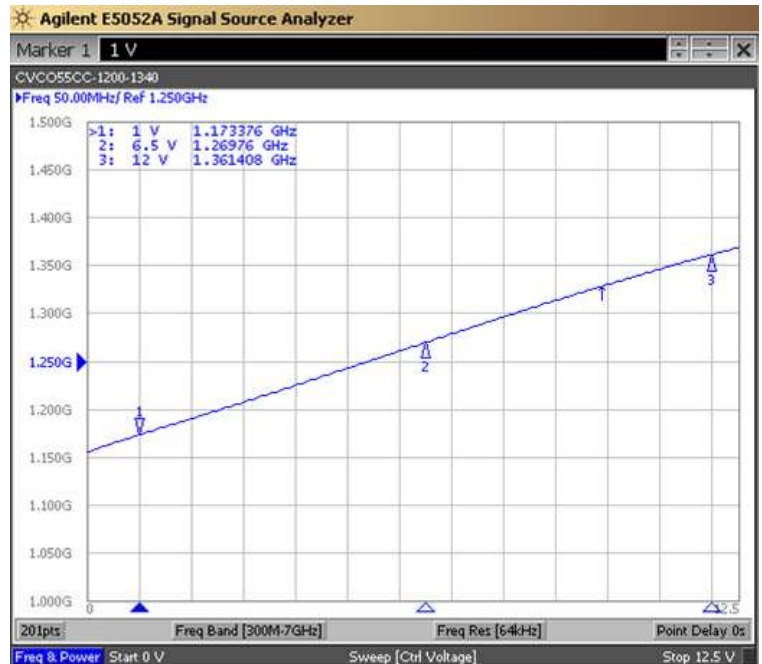 Agilent E5052A Signal Source Analyzer
Marker 1 1 V
CVCO55CC-1200-1340
Freq 50.00MHz/ Ref 1.250GHz
1.500G
>1: 1 V 1.173376 GHz
2: 6.5 V 1.26976 GHz
3: 12 V 1.361408 GHz
1.450G
1.400G
1.350G
3
1.300G
1.250G
2
1.200G
1
1.150G
1.100G
1.050G
1.000G
0 12.5
201pts Freq Band [300M-7GHz] Freq Res [64kHz] Point Delay 0s
Freq & Power Start 0 V Sweep [Ctrl Voltage] Stop 12.5 V